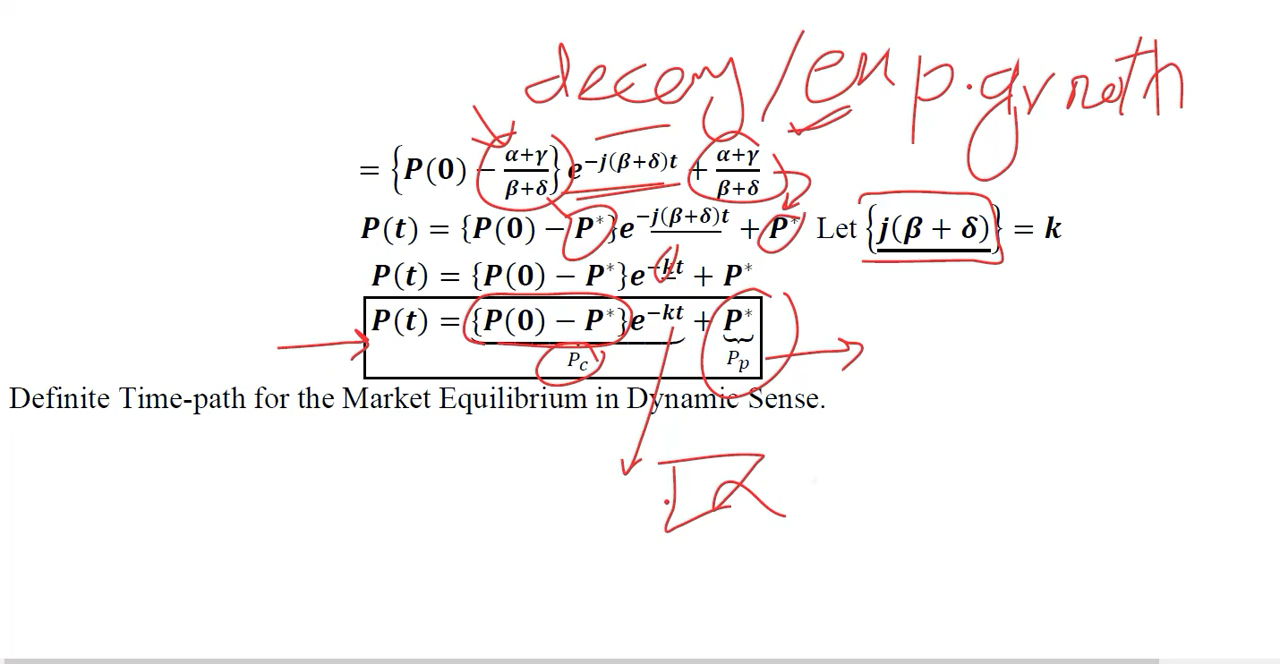 decay/exp.growth
= {P(0) − α+γ/β+δ} e^−j(β+δ)t + α+γ/β+δ
P(t) = {P(0) − P*}e^−j(β+δ)t + P* Let {j(β + δ)} = k
P(t) = {P(0) − P*}e^−kt + P*
P(t) = {P(0) − P*}e^−kt + P*
P_c P_p
Definite Time-path for the Market Equilibrium in Dynamic Sense.